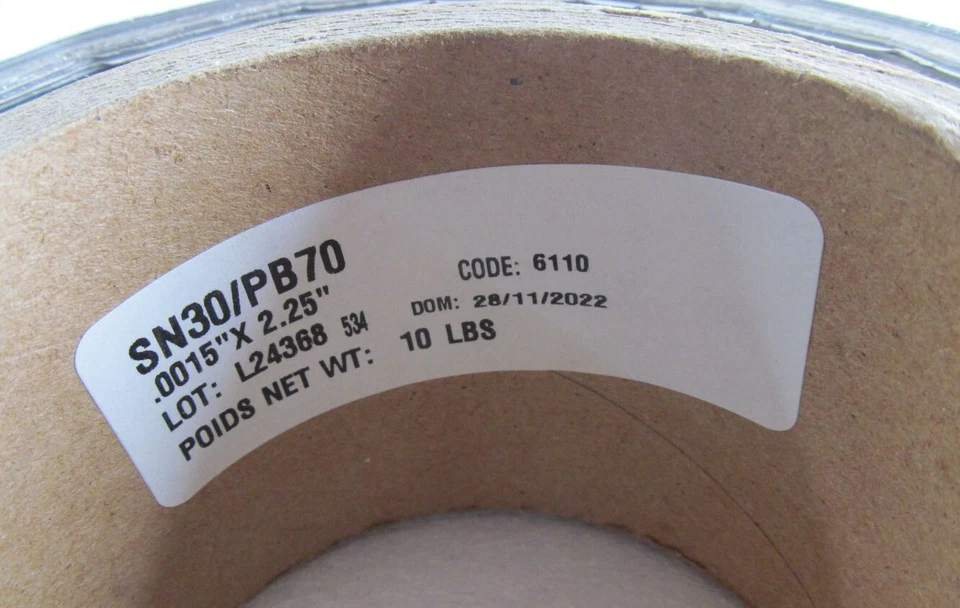 SN30/PB70
.0015"X 2.25"
LOT: L24368 534
POIDS NET WT: 10 LBS
CODE: 6110
DOM: 28/11/2022